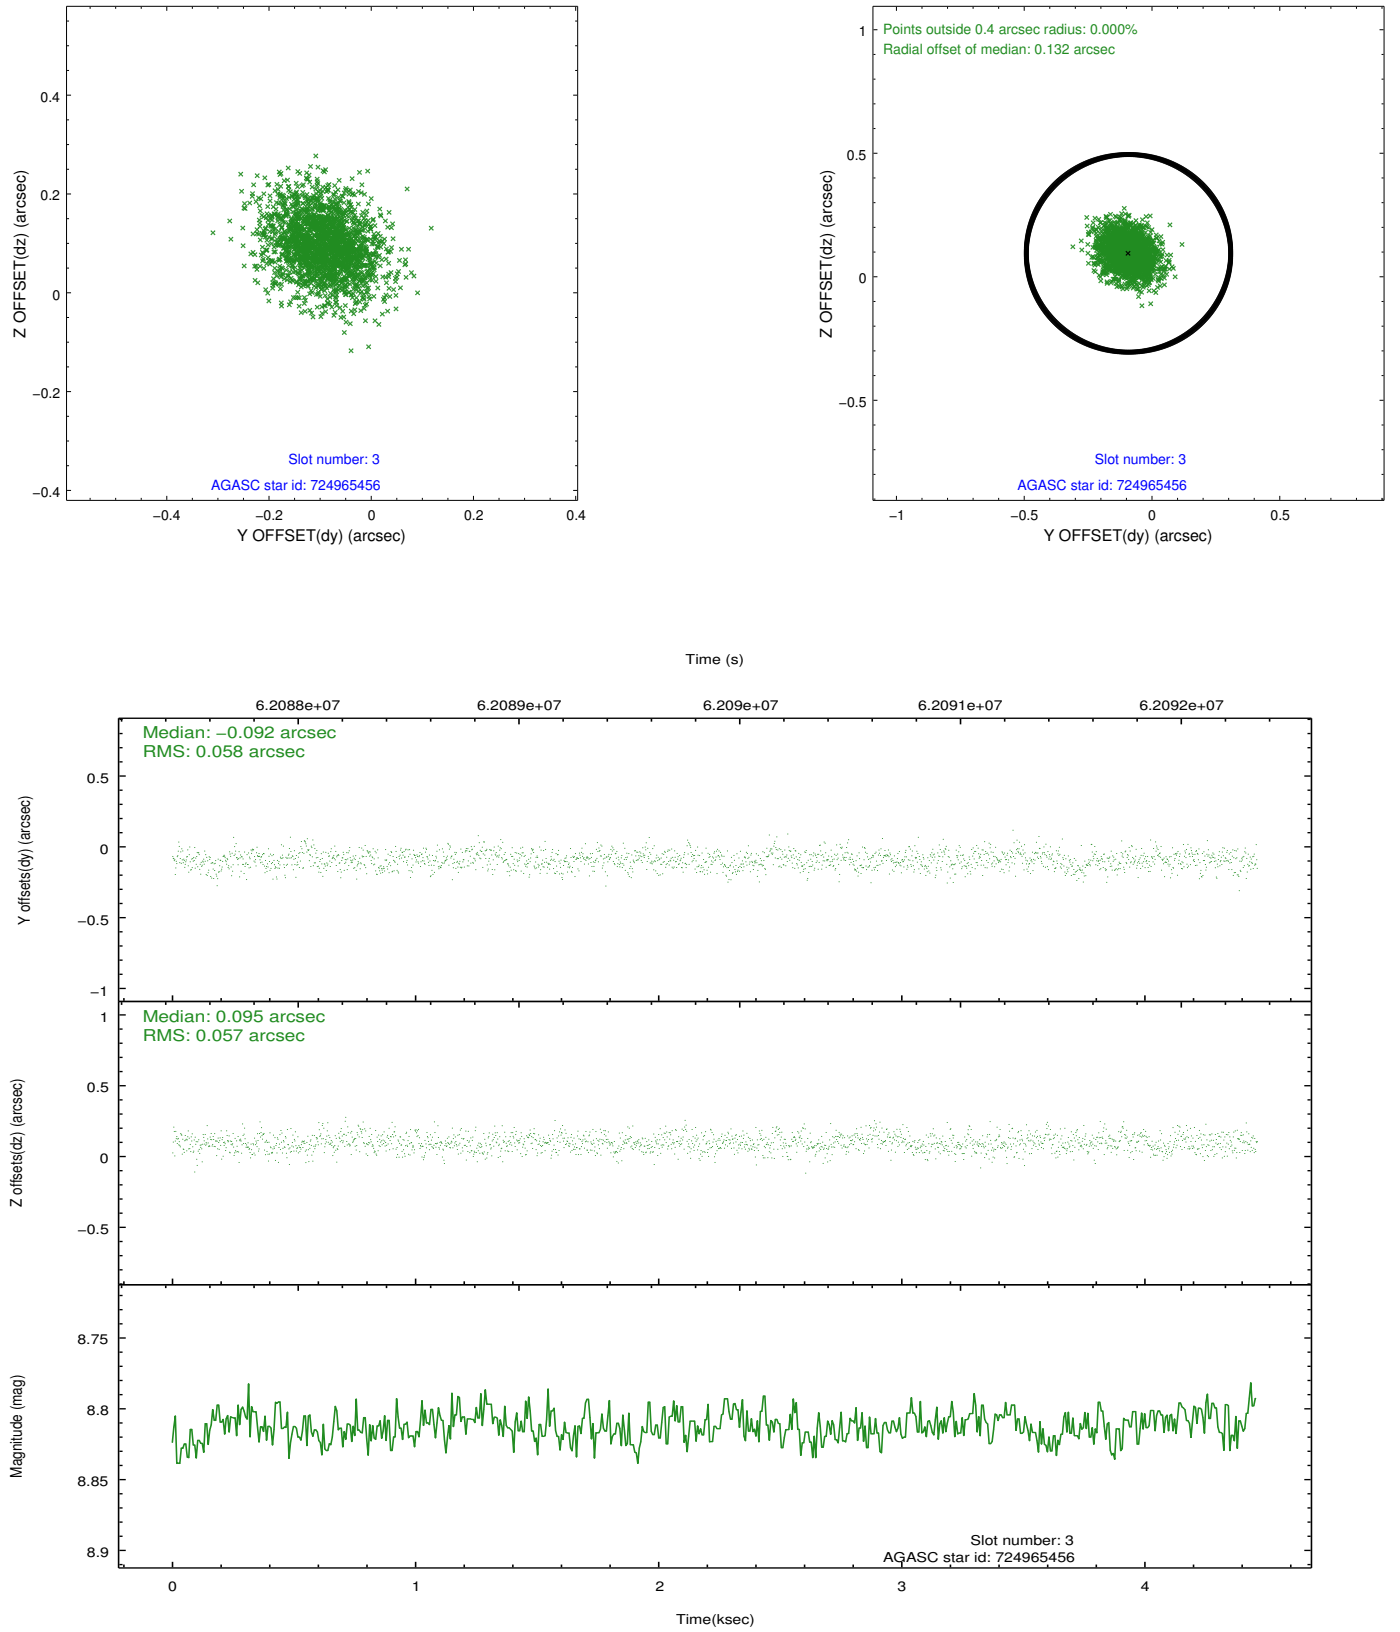 0.4
0.2
0
−0.2
−0.4
Z OFFSET(dz) (arcsec)
Slot number: 3
AGASC star id: 724965456
−0.4
−0.2
0
0.2
0.4
Y OFFSET(dy) (arcsec)
Points outside 0.4 arcsec radius: 0.000%
Radial offset of median: 0.132 arcsec
1
0.5
0
−0.5
Z OFFSET(dz) (arcsec)
Slot number: 3
AGASC star id: 724965456
−1
−0.5
0
0.5
Y OFFSET(dy) (arcsec)
Time (s)
6.2088e+07
6.2089e+07
6.209e+07
6.2091e+07
6.2092e+07
Median: −0.092 arcsec
RMS: 0.058 arcsec
0.5
0
−0.5
−1
Y offsets(dy) (arcsec)
Median: 0.095 arcsec
RMS: 0.057 arcsec
1
0.5
0
−0.5
Z offsets(dz) (arcsec)
8.75
8.8
8.85
8.9
Magnitude (mag)
Slot number: 3
AGASC star id: 724965456
0
1
2
3
4
Time(ksec)